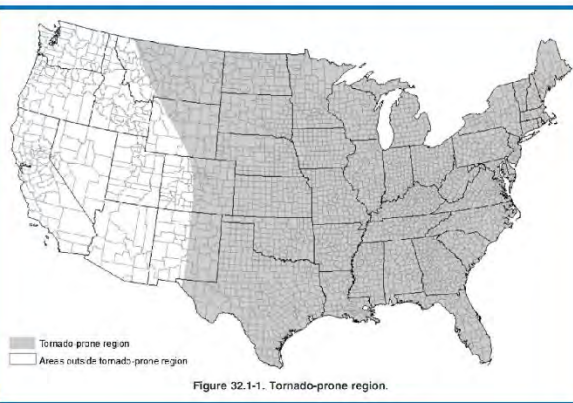 Tornado-prone region
Areas outside tornado-prone region
Figure 32.1-1. Tornado-prone region.